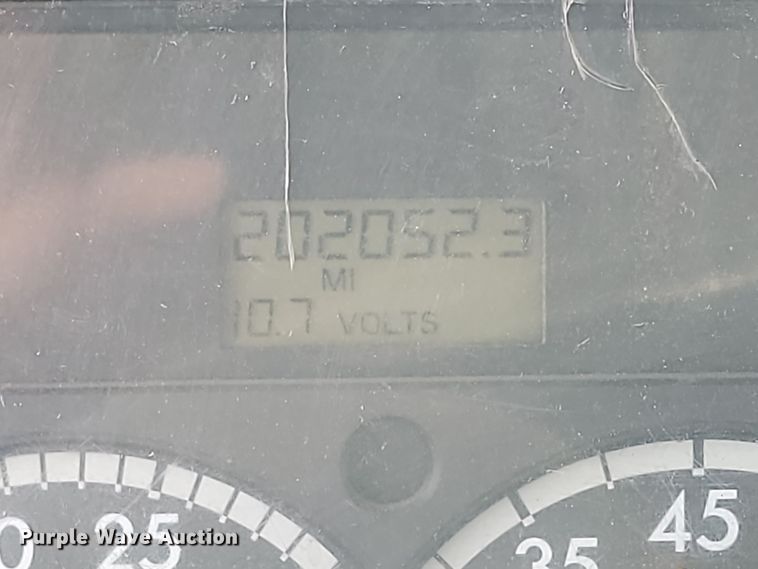 202052.3
MI
10.7 VOLTS
25
35
45
Purple Wave Auction